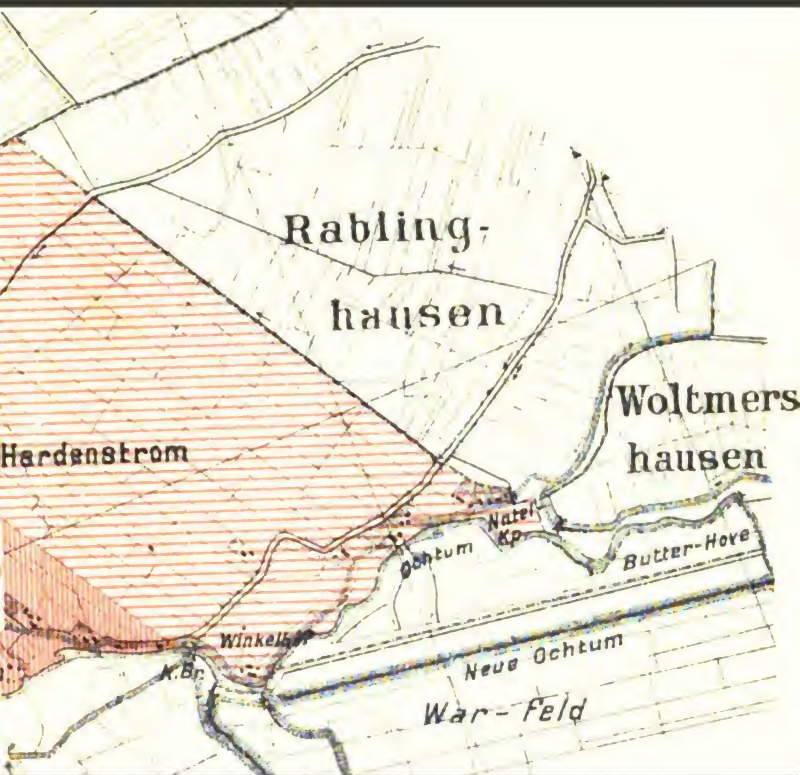 Rabling-
hausen
Woltmers
hausen
Hardenstrom
Natel
Kp
Ochtum
Butter-Hove
Winkelhof
K.Br.
Neue Ochtum
War-Feld